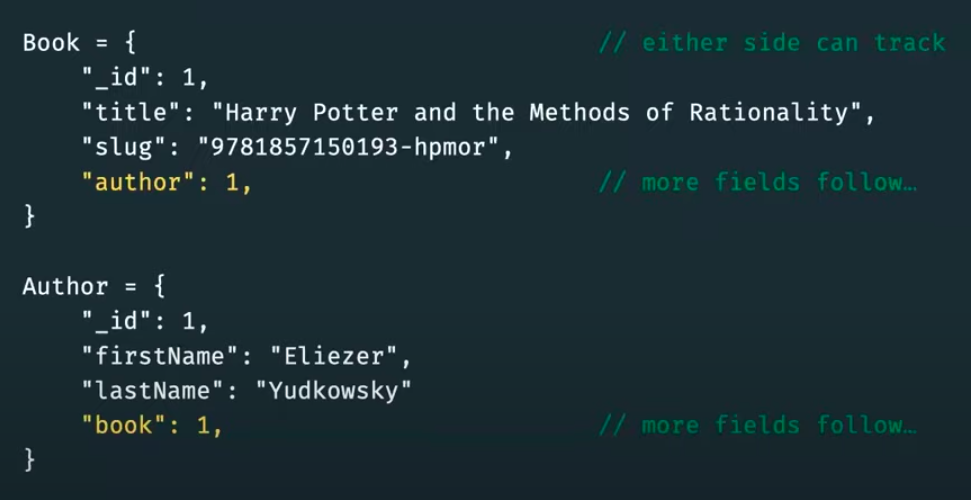 Book = { // either side can track
"_id": 1,
"title": "Harry Potter and the Methods of Rationality",
"slug": "9781857150193-hpmor",
"author": 1, // more fields follow…
}
Author = {
"_id": 1,
"firstName": "Eliezer",
"lastName": "Yudkowsky"
"book": 1, // more fields follow…
}